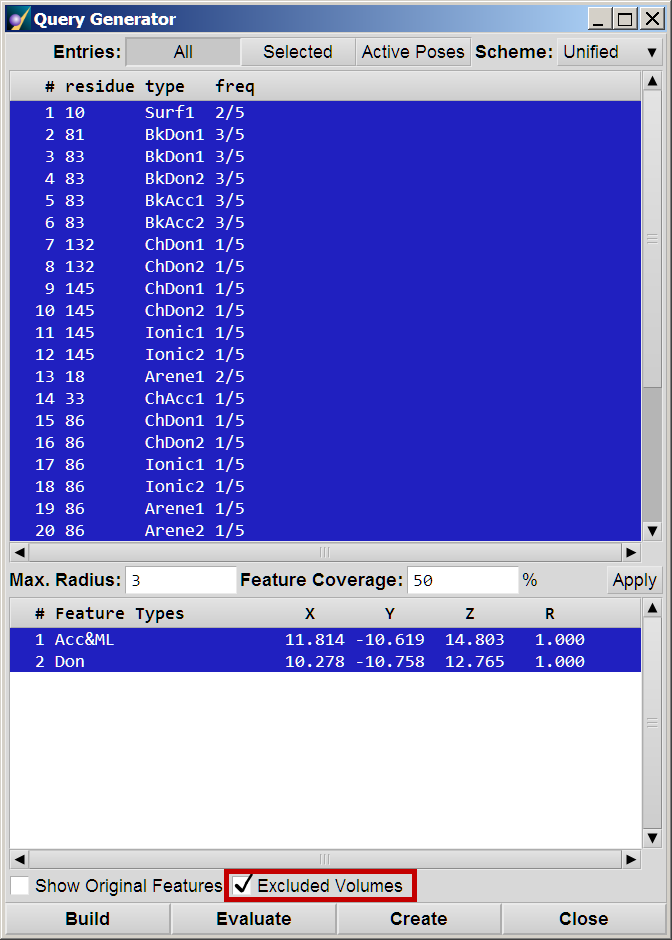 Query Generator
Entries: All Selected Active Poses Scheme: Unified
# residue type freq
1 10 Surf1 2/5
2 81 BkDon1 3/5
3 83 BkDon1 3/5
4 83 BkDon2 3/5
5 83 BkAcc1 3/5
6 83 BkAcc2 3/5
7 132 ChDon1 1/5
8 132 ChDon2 1/5
9 145 ChDon1 1/5
10 145 ChDon2 1/5
11 145 Ionic1 1/5
12 145 Ionic2 1/5
13 18 Arene1 2/5
14 33 ChAcc1 1/5
15 86 ChDon1 1/5
16 86 ChDon2 1/5
17 86 Ionic1 1/5
18 86 Ionic2 1/5
19 86 Arene1 1/5
20 86 Arene2 1/5
Max. Radius: 3 Feature Coverage: 50 % Apply
# Feature Types X Y Z R
1 Acc&ML 11.814 -10.619 14.803 1.000
2 Don 10.278 -10.758 12.765 1.000
Show Original Features Excluded Volumes
Build Evaluate Create Close